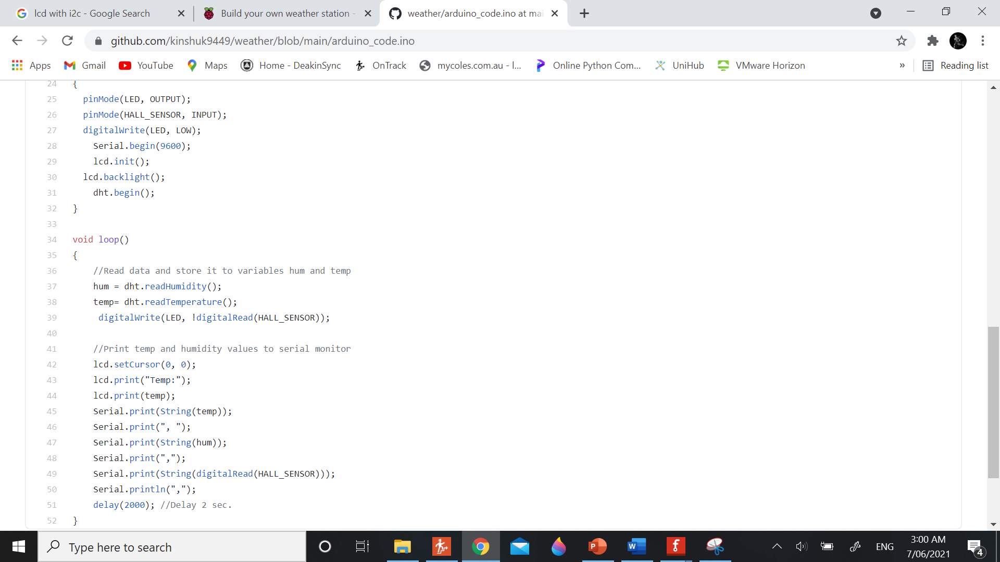 lcd with i2c - Google Search
Build your own weather station -
weather/arduino_code.ino at mai
github.com/kinshuk9449/weather/blob/main/arduino_code.ino
Apps Gmail YouTube Maps Home - DeakinSync OnTrack mycoles.com.au - l... Online Python Com... UniHub VMware Horizon » Reading list
24 {
25 pinMode(LED, OUTPUT);
26 pinMode(HALL_SENSOR, INPUT);
27 digitalWrite(LED, LOW);
28 Serial.begin(9600);
29 lcd.init();
30 lcd.backlight();
31 dht.begin();
32 }
33
34 void loop()
35 {
36 //Read data and store it to variables hum and temp
37 hum = dht.readHumidity();
38 temp= dht.readTemperature();
39 digitalWrite(LED, !digitalRead(HALL_SENSOR));
40
41 //Print temp and humidity values to serial monitor
42 lcd.setCursor(0, 0);
43 lcd.print("Temp:");
44 lcd.print(temp);
45 Serial.print(String(temp));
46 Serial.print(", ");
47 Serial.print(String(hum));
48 Serial.print(",");
49 Serial.print(String(digitalRead(HALL_SENSOR)));
50 Serial.println(",");
51 delay(2000); //Delay 2 sec.
52 }
Type here to search
P
W
ENG
3:00 AM
7/06/2021
4